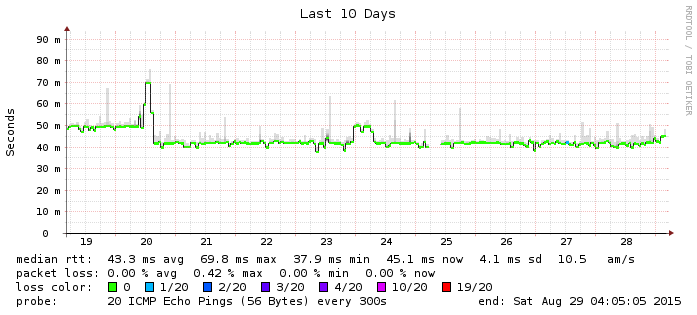 Last 10 Days
RRDTOOL / TOBI OETIKER
Seconds
90 m
80 m
70 m
60 m
50 m
40 m
30 m
20 m
10 m
0
19 20 21 22 23 24 25 26 27 28
median rtt: 43.3 ms avg 69.8 ms max 37.9 ms min 45.1 ms now 4.1 ms sd 10.5 am/s
packet loss: 0.00 % avg 0.42 % max 0.00 % min 0.00 % now
loss color: 0 1/20 2/20 3/20 4/20 10/20 19/20
probe: 20 ICMP Echo Pings (56 Bytes) every 300s end: Sat Aug 29 04:05:05 2015